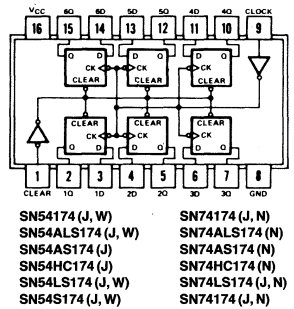 VCC 6Q 6D 5D 5Q 4D 4Q CLOCK
16 15 14 13 12 11 10 9
Q D D Q D Q
CK CK CK
CLEAR CLEAR CLEAR
CLEAR CLEAR CLEAR
CK CK CK
Q D D Q D Q
1 2 3 4 5 6 7 8
CLEAR 1Q 1D 2D 2Q 3D 3Q GND
SN54174 (J, W) SN74174 (J, N)
SN54ALS174 (J, W) SN74ALS174 (N)
SN54AS174 (J) SN74AS174 (N)
SN54HC174 (J) SN74HC174 (N)
SN54LS174 (J, W) SN74LS174 (J, N)
SN54S174 (J, W) SN74174 (J, N)